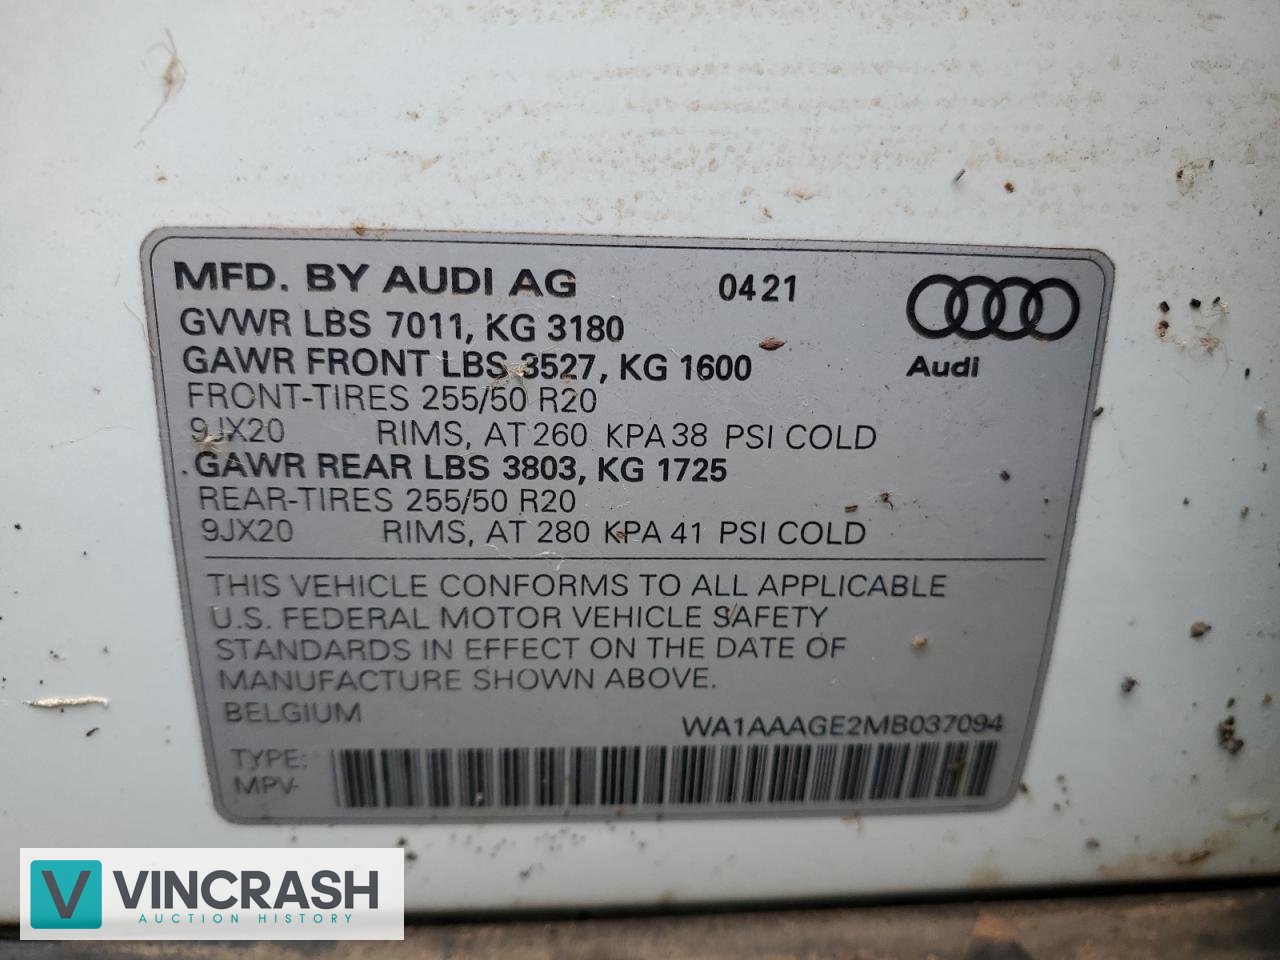 MFD. BY AUDI AG 0421
GVWR LBS 7011, KG 3180
GAWR FRONT LBS 3527, KG 1600
Audi
FRONT-TIRES 255/50 R20
9JX20 RIMS, AT 260 KPA 38 PSI COLD
GAWR REAR LBS 3803, KG 1725
REAR-TIRES 255/50 R20
9JX20 RIMS, AT 280 KPA 41 PSI COLD
THIS VEHICLE CONFORMS TO ALL APPLICABLE
U.S. FEDERAL MOTOR VEHICLE SAFETY
STANDARDS IN EFFECT ON THE DATE OF
MANUFACTURE SHOWN ABOVE.
BELGIUM WA1AAAGE2MB037094
TYPE:
MPV
V VINCRASH
AUCTION HISTORY